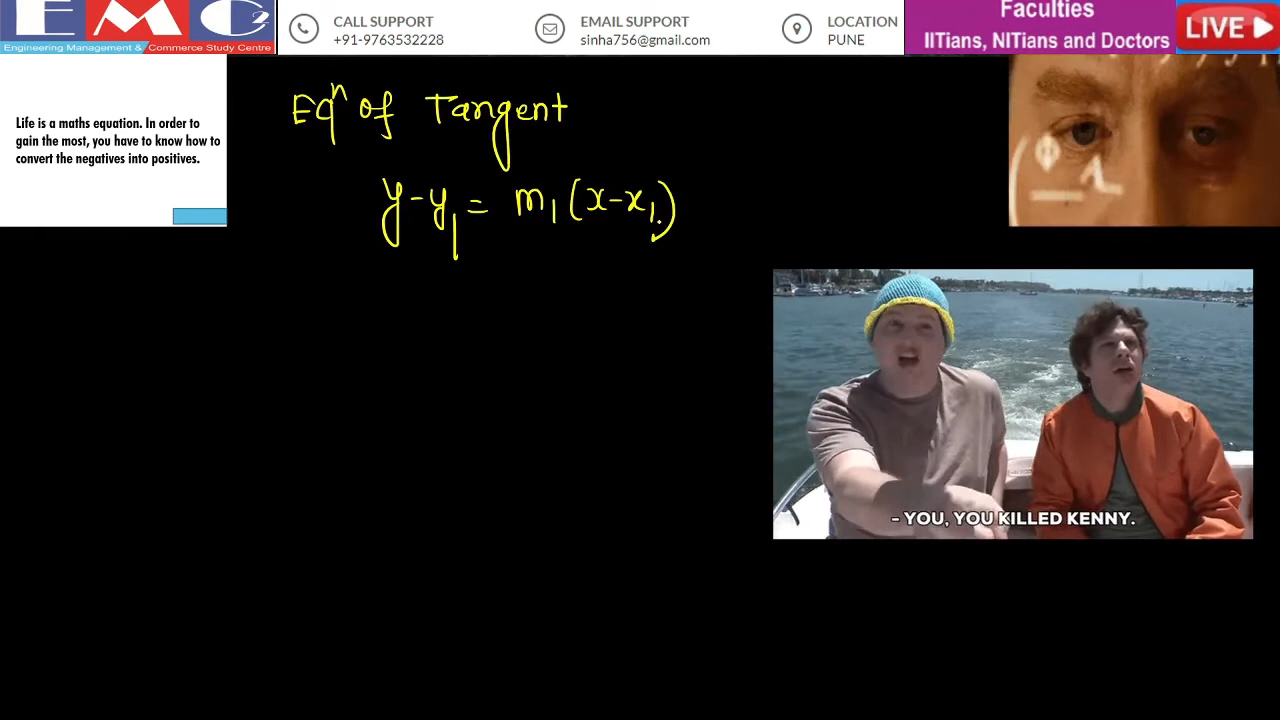 EMC
Engineering Management & Commerce Study Centre
CALL SUPPORT
+91-9763532228
EMAIL SUPPORT
sinha756@gmail.com
LOCATION
PUNE
Faculties
IITians, NITians and Doctors
LIVE
Life is a maths equation. In order to
gain the most, you have to know how to
convert the negatives into positives.
Eqⁿ of Tangent
y-y₁ = m₁(x-x₁)
- YOU, YOU KILLED KENNY.